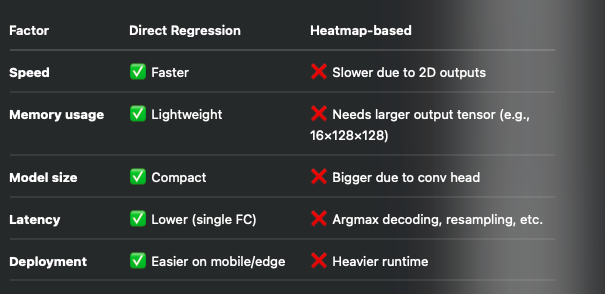 Factor Direct Regression Heatmap-based
Speed ✅ Faster ❌ Slower due to 2D outputs
Memory usage ✅ Lightweight ❌ Needs larger output tensor (e.g.,
16×128×128)
Model size ✅ Compact ❌ Bigger due to conv head
Latency ✅ Lower (single FC) ❌ Argmax decoding, resampling, etc.
Deployment ✅ Easier on mobile/edge ❌ Heavier runtime